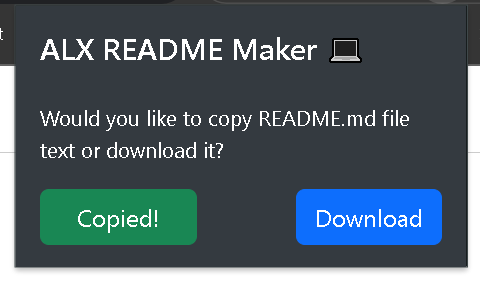 t
ALX README Maker 💻
Would you like to copy README.md file
text or download it?
Copied!
Download